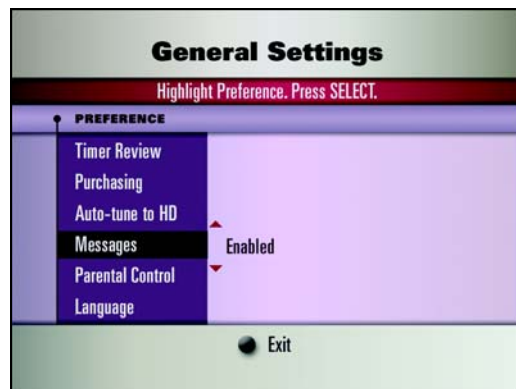 General Settings
Highlight Preference. Press SELECT.
PREFERENCE
Timer Review
Purchasing
Auto-tune to HD
Messages Enabled
Parental Control
Language
Exit